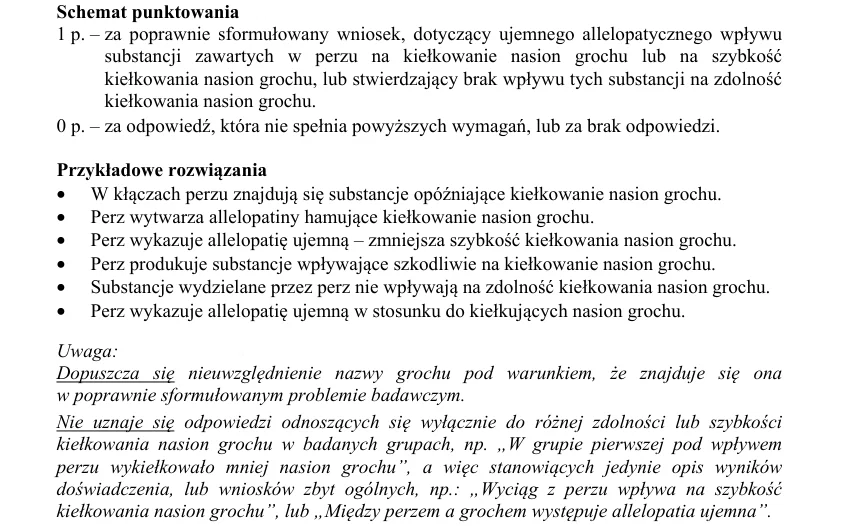 Schemat punktowania
1 p. – za poprawnie sformułowany wniosek, dotyczący ujemnego allelopatycznego wpływu
substancji zawartych w perzu na kiełkowanie nasion grochu lub na szybkość
kiełkowania nasion grochu, lub stwierdzający brak wpływu tych substancji na zdolność
kiełkowania nasion grochu.
0 p. – za odpowiedź, która nie spełnia powyższych wymagań, lub za brak odpowiedzi.
Przykładowe rozwiązania
• W kłączach perzu znajdują się substancje opóźniające kiełkowanie nasion grochu.
• Perz wytwarza allelopatiny hamujące kiełkowanie nasion grochu.
• Perz wykazuje allelopatię ujemną – zmniejsza szybkość kiełkowania nasion grochu.
• Perz produkuje substancje wpływające szkodliwie na kiełkowanie nasion grochu.
• Substancje wydzielane przez perz nie wpływają na zdolność kiełkowania nasion grochu.
• Perz wykazuje allelopatię ujemną w stosunku do kiełkujących nasion grochu.
Uwaga:
Dopuszcza się nieuwzględnienie nazwy grochu pod warunkiem, że znajduje się ona
w poprawnie sformułowanym problemie badawczym.
Nie uznaje się odpowiedzi odnoszących się wyłącznie do różnej zdolności lub szybkości
kiełkowania nasion grochu w badanych grupach, np. „W grupie pierwszej pod wpływem
perzu wykiełkowało mniej nasion grochu”, a więc stanowiących jedynie opis wyników
doświadczenia, lub wniosków zbyt ogólnych, np.: „Wyciąg z perzu wpływa na szybkość
kiełkowania nasion grochu”, lub „Między perzem a grochem występuje allelopatia ujemna”.